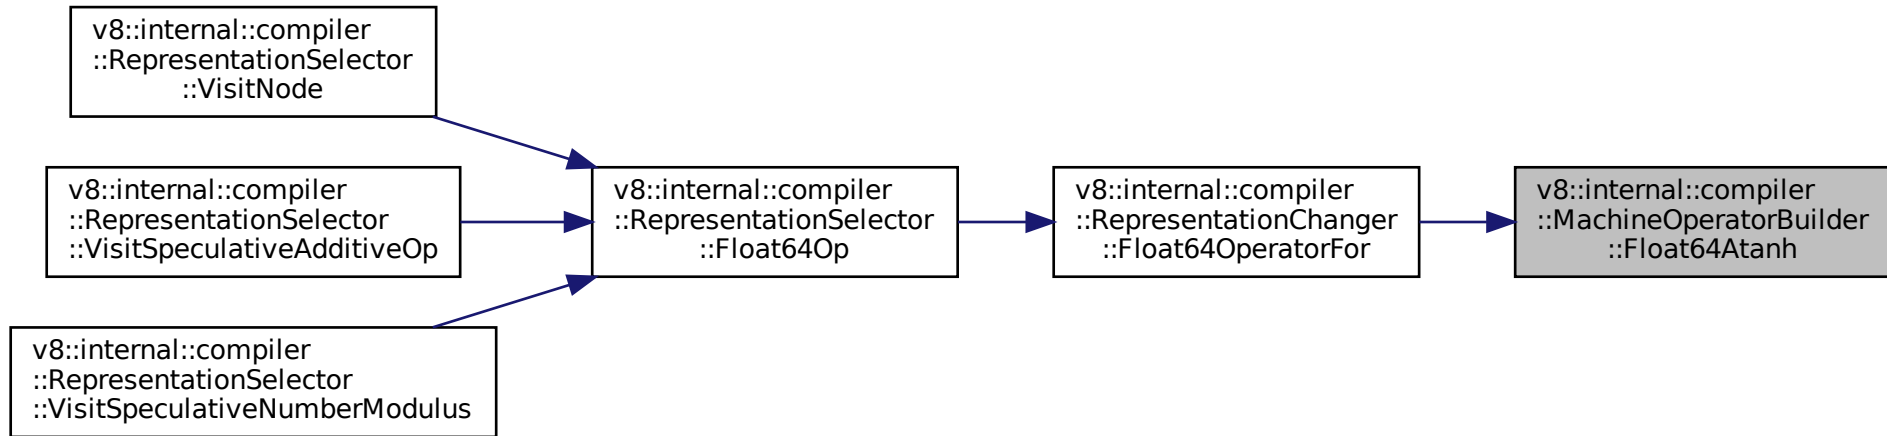 v8::internal::compiler
::RepresentationSelector
::VisitNode
v8::internal::compiler
::RepresentationSelector
::VisitSpeculativeAdditiveOp
v8::internal::compiler
::RepresentationSelector
::VisitSpeculativeNumberModulus
v8::internal::compiler
::RepresentationSelector
::Float64Op
v8::internal::compiler
::RepresentationChanger
::Float64OperatorFor
v8::internal::compiler
::MachineOperatorBuilder
::Float64Atanh